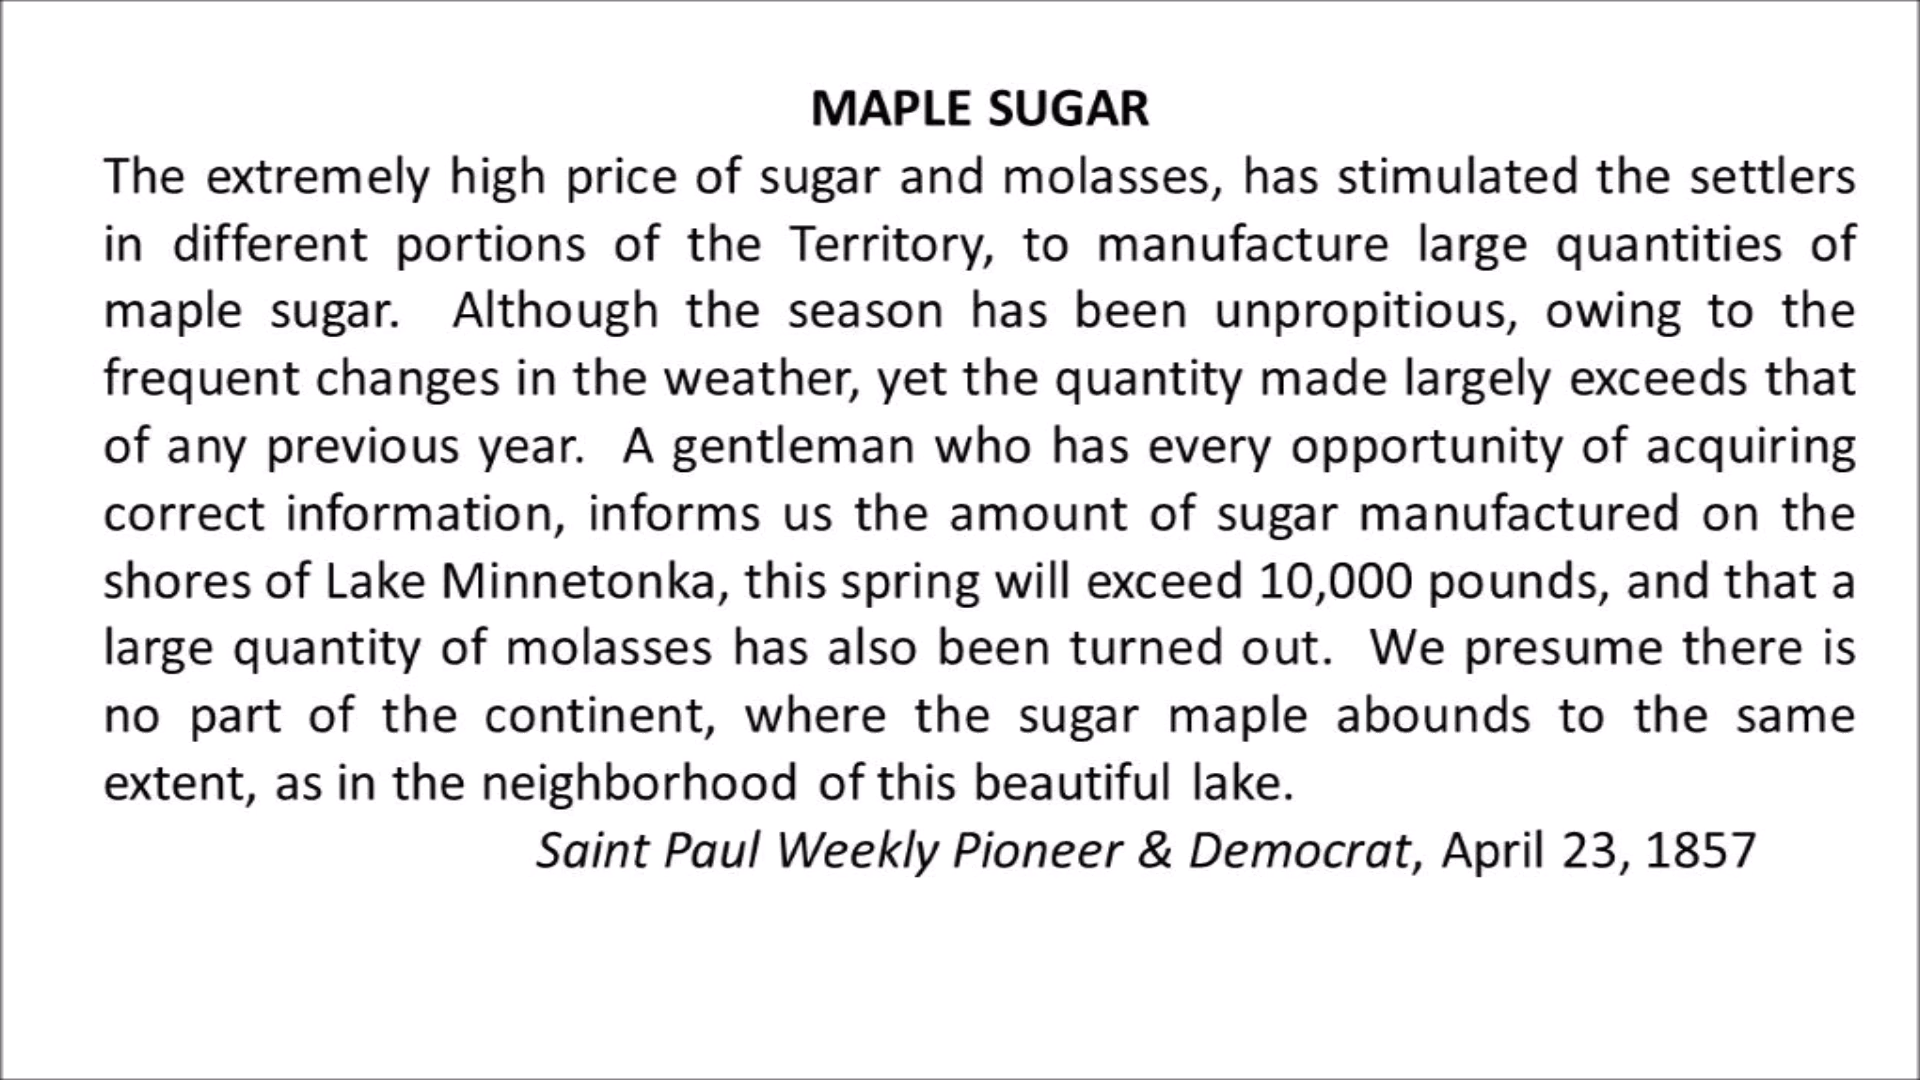 MAPLE SUGAR
The extremely high price of sugar and molasses, has stimulated the settlers
in different portions of the Territory, to manufacture large quantities of
maple sugar.  Although the season has been unpropitious, owing to the
frequent changes in the weather, yet the quantity made largely exceeds that
of any previous year.  A gentleman who has every opportunity of acquiring
correct information, informs us the amount of sugar manufactured on the
shores of Lake Minnetonka, this spring will exceed 10,000 pounds, and that a
large quantity of molasses has also been turned out.  We presume there is
no part of the continent, where the sugar maple abounds to the same
extent, as in the neighborhood of this beautiful lake.
Saint Paul Weekly Pioneer & Democrat, April 23, 1857